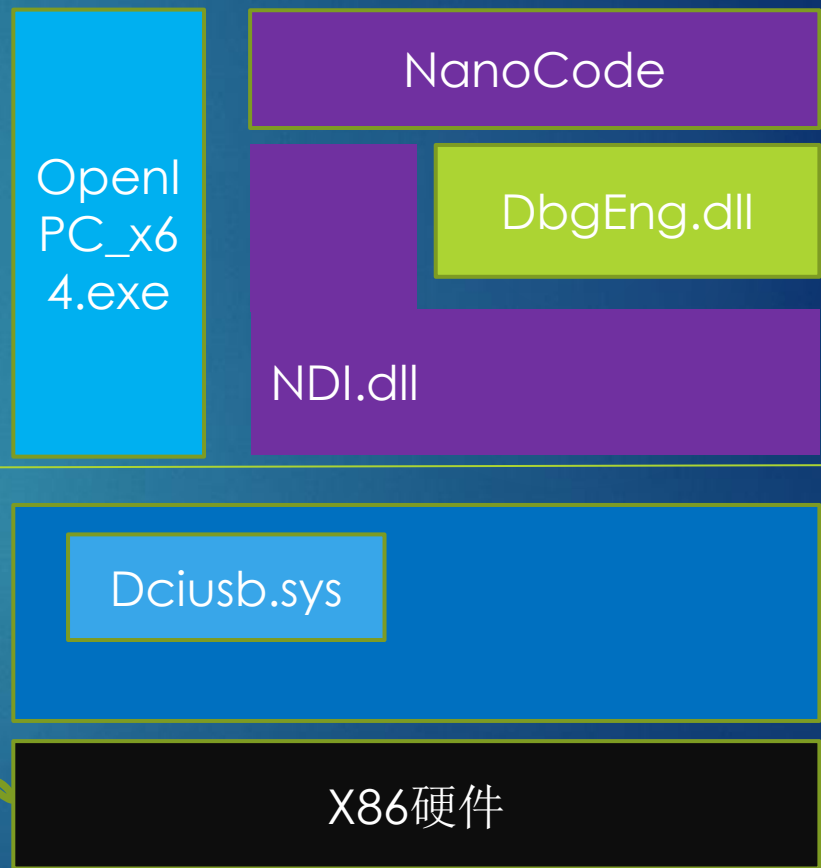 NanoCode
OpenI
PC_x6
4.exe
DbgEng.dll
NDI.dll
Dciusb.sys
X86硬件